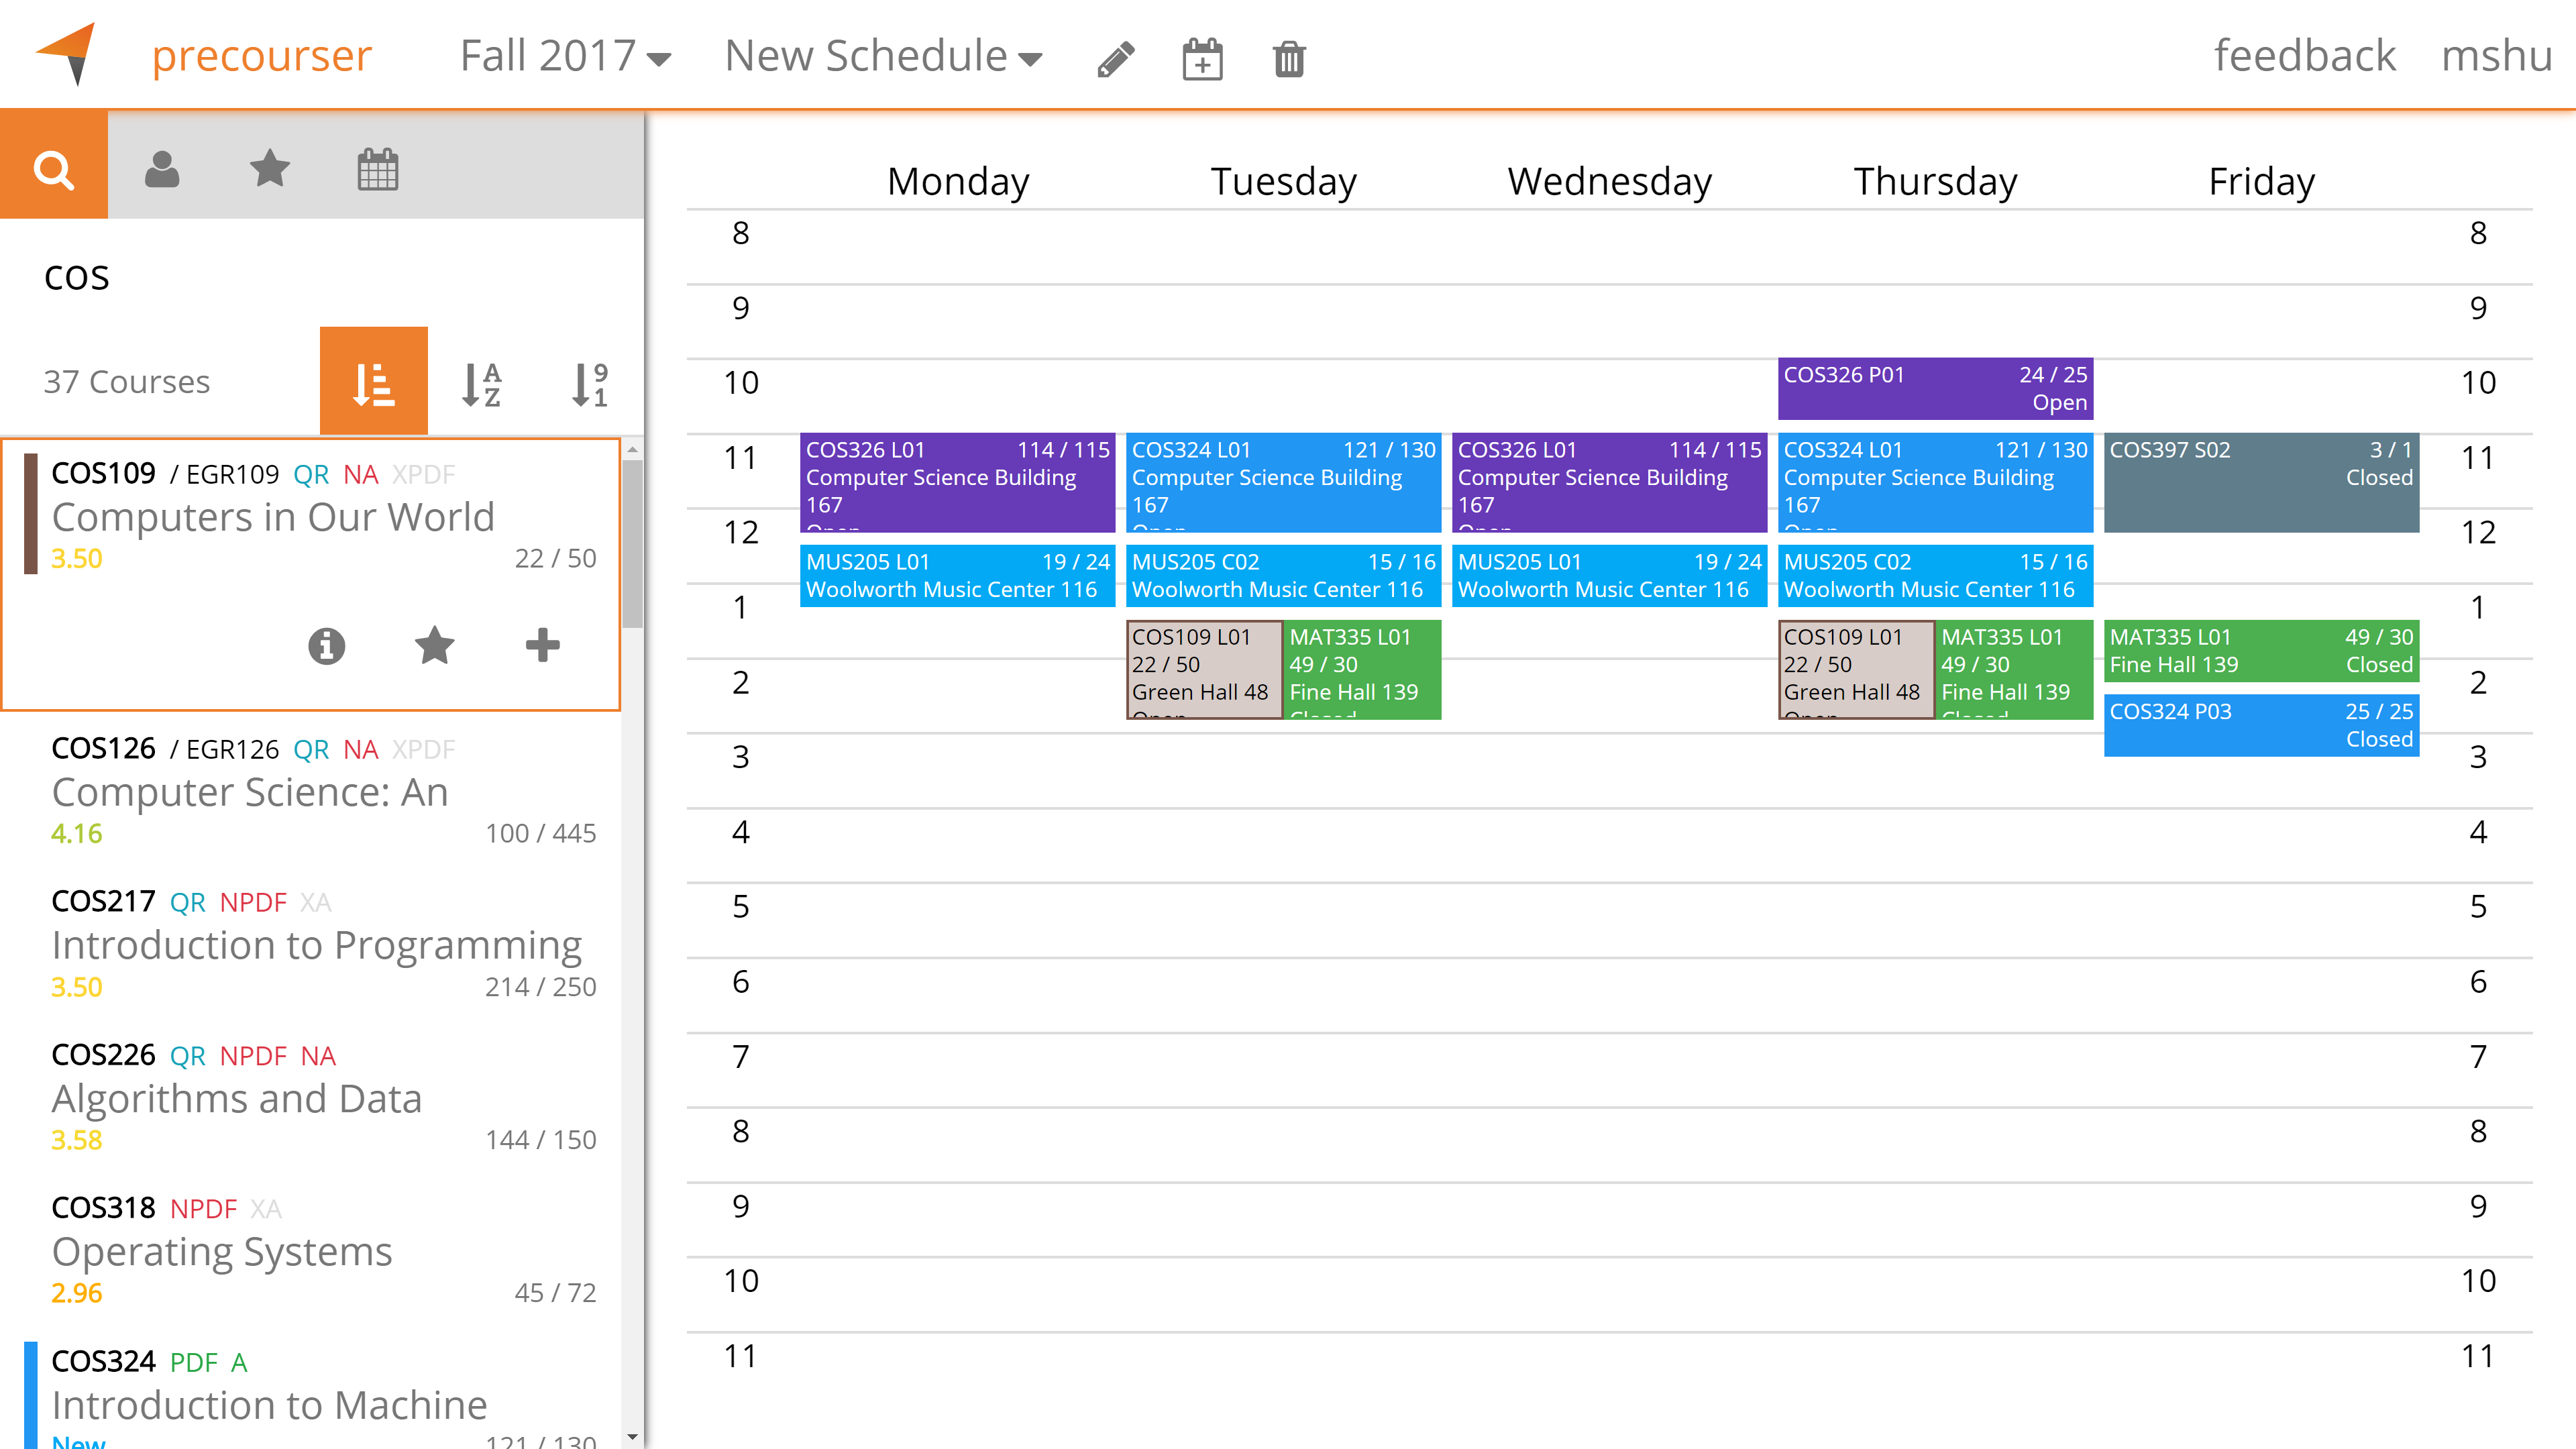 precourser
Fall 2017
New Schedule
feedback
mshu
cos
37 Courses
A
Z
9
1
COS109 / EGR109 QR NA XPDF
Computers in Our World
3.50 22 / 50
COS126 / EGR126 QR NA XPDF
Computer Science: An
4.16 100 / 445
COS217 QR NPDF XA
Introduction to Programming
3.50 214 / 250
COS226 QR NPDF NA
Algorithms and Data
3.58 144 / 150
COS318 NPDF XA
Operating Systems
2.96 45 / 72
COS324 PDF A
Introduction to Machine
New 121 / 130
Monday Tuesday Wednesday Thursday Friday
8 8
9 9
10 10
COS326 P01 24 / 25
Open
11 11
COS326 L01 114 / 115
Computer Science Building
167
Open
COS324 L01 121 / 130
Computer Science Building
167
Open
COS326 L01 114 / 115
Computer Science Building
167
Open
COS324 L01 121 / 130
Computer Science Building
167
Open
COS397 S02 3 / 1
Closed
12 12
MUS205 L01 19 / 24
Woolworth Music Center 116
MUS205 C02 15 / 16
Woolworth Music Center 116
MUS205 L01 19 / 24
Woolworth Music Center 116
MUS205 C02 15 / 16
Woolworth Music Center 116
1 1
COS109 L01
22 / 50
Green Hall 48
Open
MAT335 L01
49 / 30
Fine Hall 139
Closed
COS109 L01
22 / 50
Green Hall 48
Open
MAT335 L01
49 / 30
Fine Hall 139
Closed
MAT335 L01 49 / 30
Fine Hall 139 Closed
2 2
COS324 P03 25 / 25
Closed
3 3
4 4
5 5
6 6
7 7
8 8
9 9
10 10
11 11